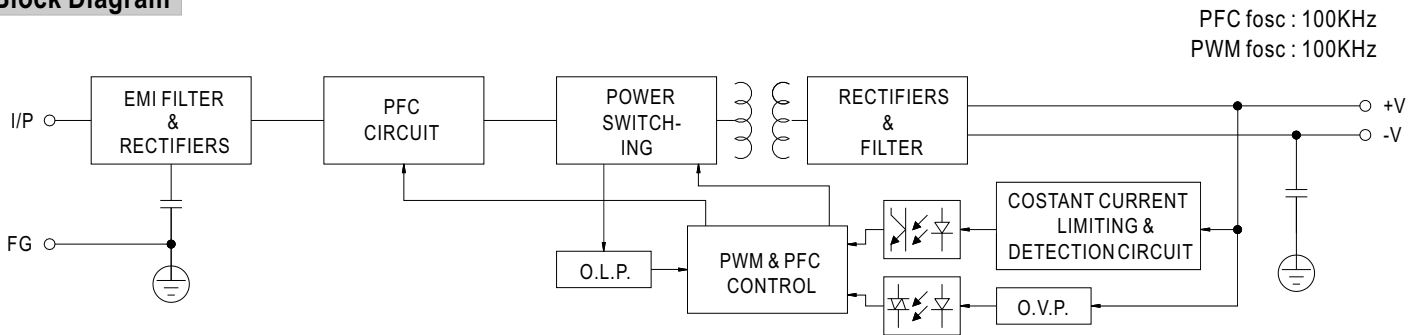 Block Diagram
PFC fosc : 100KHz
PWM fosc : 100KHz
I/P
EMI FILTER
&
RECTIFIERS
PFC
CIRCUIT
POWER
SWITCH-
ING
RECTIFIERS
&
FILTER
+V
-V
FG
O.L.P.
PWM & PFC
CONTROL
COSTANT CURRENT
LIMITING &
DETECTION CIRCUIT
O.V.P.